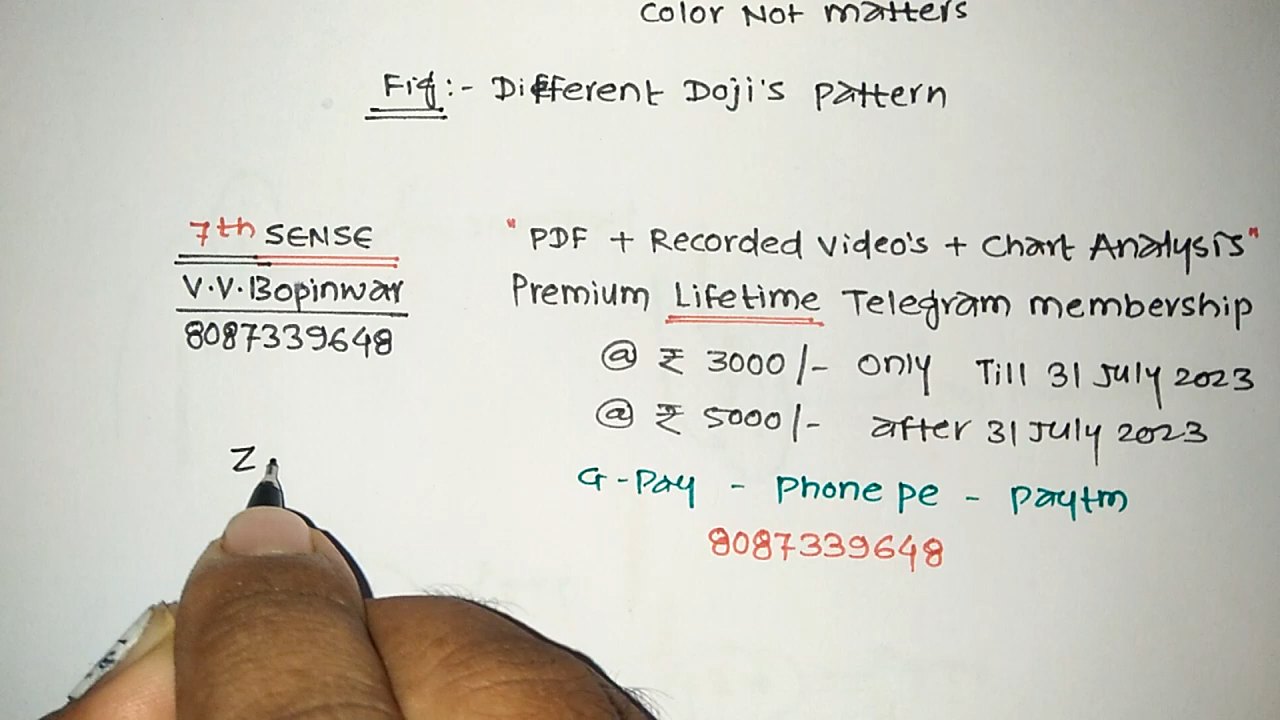 Color Not matters
Fig:- Different Doji's pattern
7th SENSE
V.V.Bopinwar
8087339648
"PDF + Recorded Video's + Chart Analysis"
Premium Lifetime Telegram membership
@ ₹ 3000/- only Till 31 July 2023
@ ₹ 5000/- after 31 July 2023
G-Pay - Phone pe - Paytm
8087339648
Z